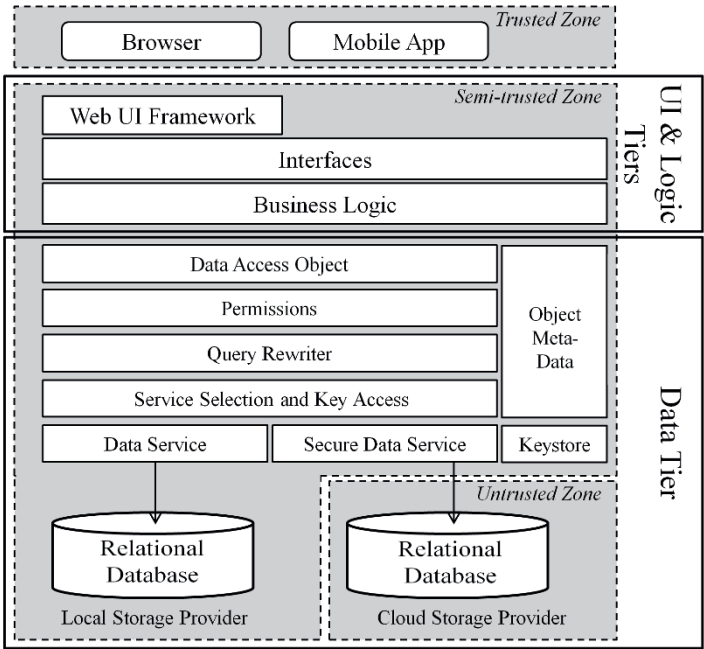 Trusted Zone
Browser
Mobile App
Semi-trusted Zone
UI & Logic
Tiers
Web UI Framework
Interfaces
Business Logic
Data Access Object
Permissions
Query Rewriter
Service Selection and Key Access
Object
Meta-
Data
Data Tier
Data Service
Secure Data Service
Keystore
Untrusted Zone
Relational
Database
Local Storage Provider
Relational
Database
Cloud Storage Provider